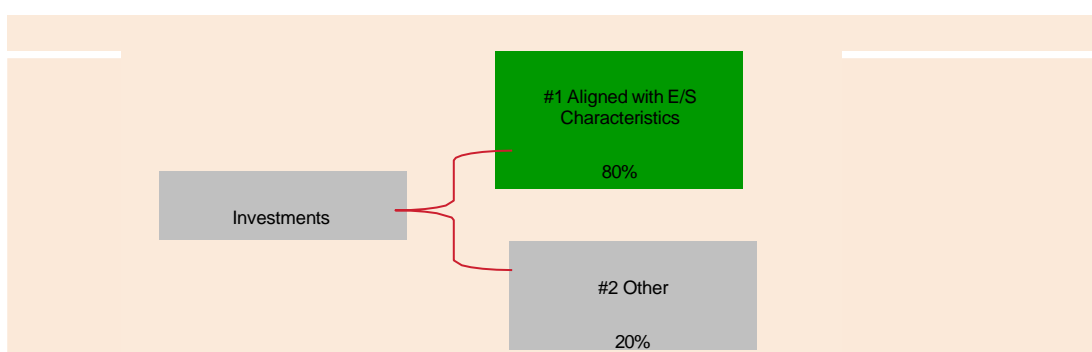 #1 Aligned with E/S
Characteristics
80%
Investments
#2 Other
20%